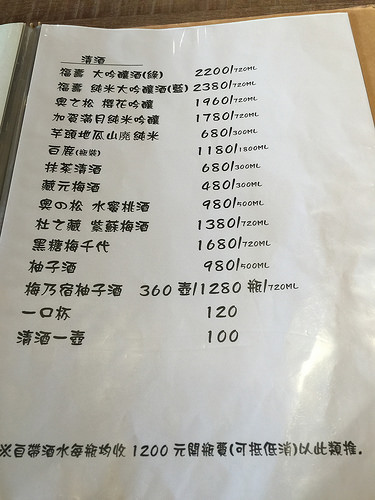 清酒
福壽 大吟釀酒(綠) 2200/720ML
福壽 純米大吟釀酒(藍) 2380/720ML
奧之松 櫻花吟釀 1960/720ML
加賀滿月純米吟釀 1780/720ML
芋頭地瓜山廃純米 680/300ML
百鹿(瓶裝) 1180/1800ML
抹茶清酒 680/300ML
藏元梅酒 480/300ML
奧の松 水蜜桃酒 980/500ML
杜之藏 紫蘇梅酒 1380/720ML
黑糖梅千代 1680/720ML
柚子酒 980/500ML
梅乃宿柚子酒 360 壺/1280 瓶/720ML
一口杯 120
清酒一壺 100
※自帶酒水每瓶均收 1200 元開瓶費(可抵低消)以此類推.